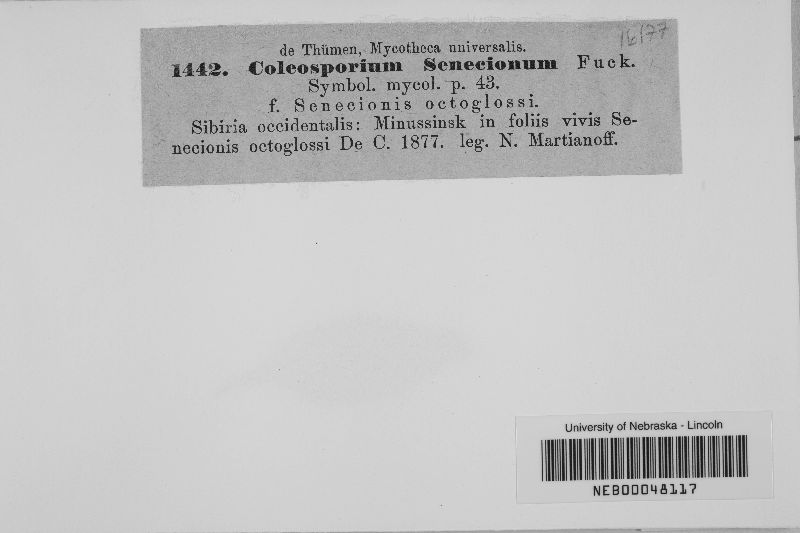 16177
de Thümen, Mycotheca universalis.
1442. Coleosporium Senecionum Fuck.
Symbol. mycol. p. 43.
f. Senecionis octoglossi.
Sibiria occidentalis: Minussinsk in foliis vivis Se-
necionis octoglossi De C. 1877. leg. N. Martianoff.
University of Nebraska - Lincoln
NEB00048117